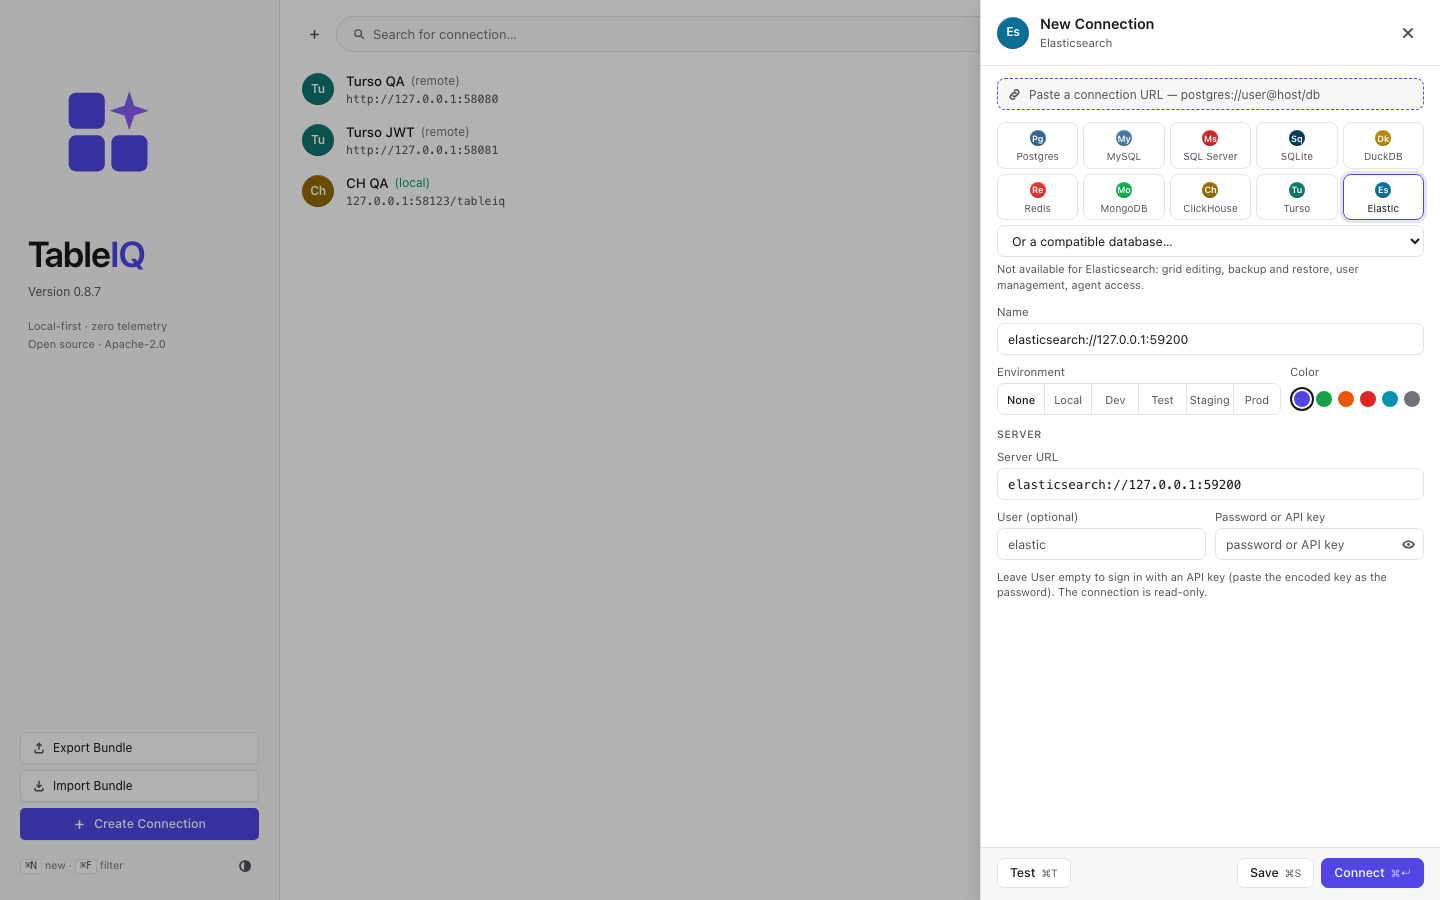 TableIQ
Version 0.8.7
Local-first · zero telemetry
Open source · Apache-2.0
Export Bundle
Import Bundle
+ Create Connection
⌘N new · ⌘F filter
+
Search for connection...
Tu
Turso QA (remote)
http://127.0.0.1:58080
Tu
Turso JWT (remote)
http://127.0.0.1:58081
Ch
CH QA (local)
127.0.0.1:58123/tableiq
Es
New Connection
Elasticsearch
Paste a connection URL — postgres://user@host/db
Pg
Postgres
My
MySQL
Ms
SQL Server
Sq
SQLite
Dk
DuckDB
Re
Redis
Mo
MongoDB
Ch
ClickHouse
Tu
Turso
Es
Elastic
Or a compatible database...
Not available for Elasticsearch: grid editing, backup and restore, user
management, agent access.
Name
elasticsearch://127.0.0.1:59200
Environment
None Local Dev Test Staging Prod
Color
SERVER
Server URL
elasticsearch://127.0.0.1:59200
User (optional)
elastic
Password or API key
password or API key
Leave User empty to sign in with an API key (paste the encoded key as the
password). The connection is read-only.
Test ⌘T
Save ⌘S
Connect ⌘↵